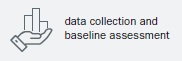 data collection and
baseline assessment